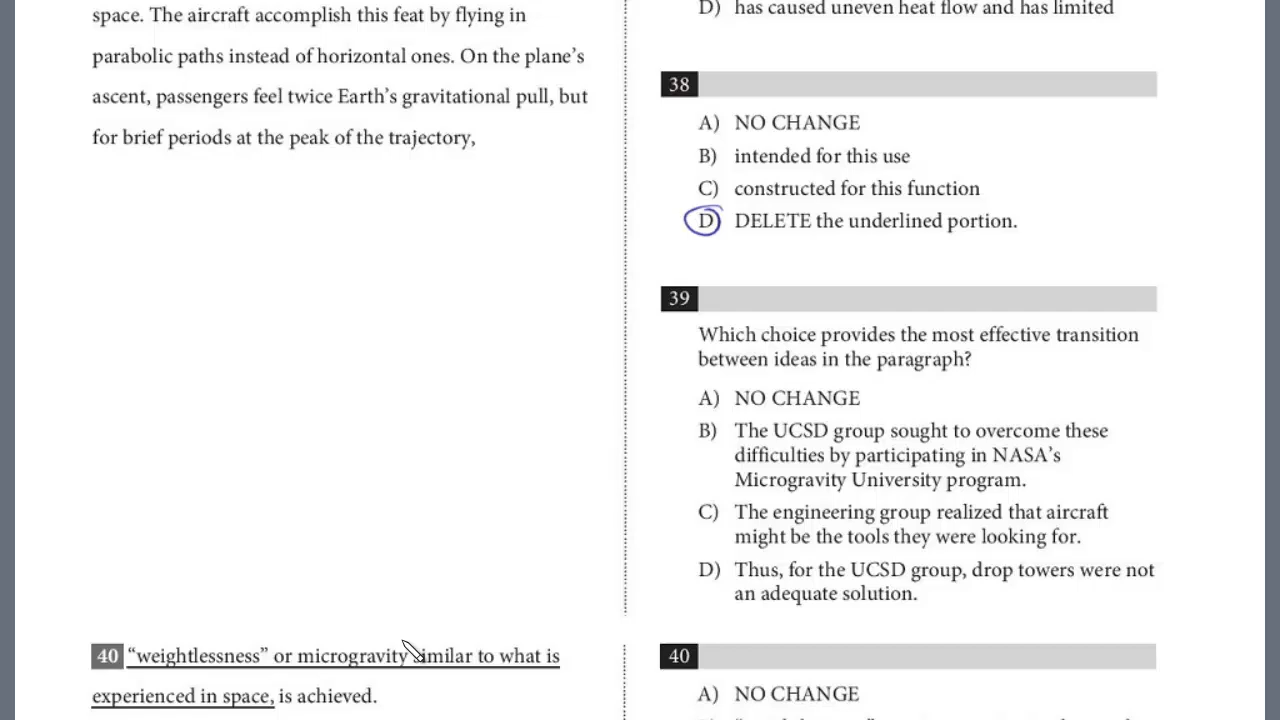 space. The aircraft accomplish this feat by flying in
parabolic paths instead of horizontal ones. On the plane’s
ascent, passengers feel twice Earth’s gravitational pull, but
for brief periods at the peak of the trajectory,
40 “weightlessness” or microgravity similar to what is
experienced in space, is achieved.
D) has caused uneven heat flow and has limited
38
A) NO CHANGE
B) intended for this use
C) constructed for this function
D) DELETE the underlined portion.
39
Which choice provides the most effective transition
between ideas in the paragraph?
A) NO CHANGE
B) The UCSD group sought to overcome these
difficulties by participating in NASA’s
Microgravity University program.
C) The engineering group realized that aircraft
might be the tools they were looking for.
D) Thus, for the UCSD group, drop towers were not
an adequate solution.
40
A) NO CHANGE